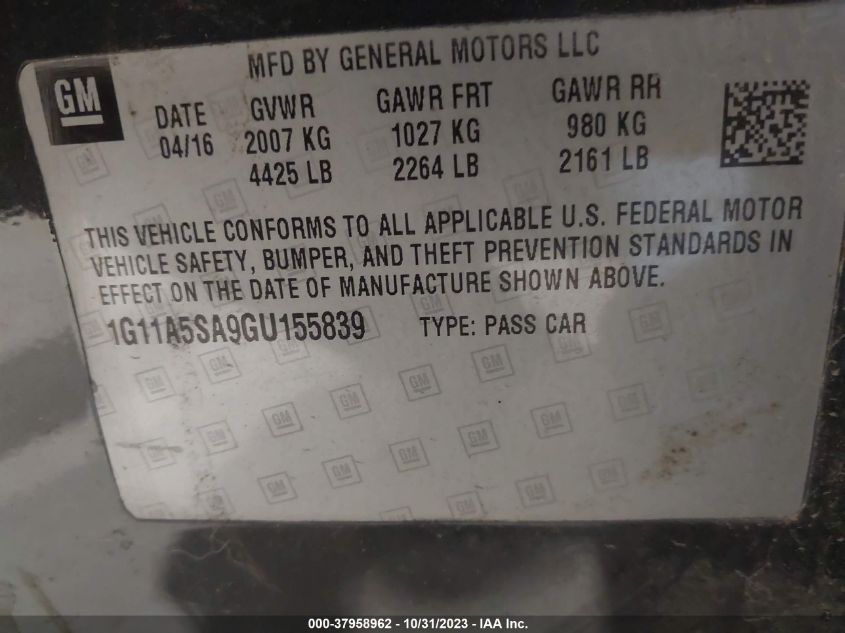 GM
MFD BY GENERAL MOTORS LLC
DATE GVWR GAWR FRT GAWR RR
04/16 2007 KG 1027 KG 980 KG
4425 LB 2264 LB 2161 LB
THIS VEHICLE CONFORMS TO ALL APPLICABLE U.S. FEDERAL MOTOR
VEHICLE SAFETY, BUMPER, AND THEFT PREVENTION STANDARDS IN
EFFECT ON THE DATE OF MANUFACTURE SHOWN ABOVE.
1G11A5SA9GU155839 TYPE: PASS CAR
000-37958962 - 10/31/2023 - IAA Inc.